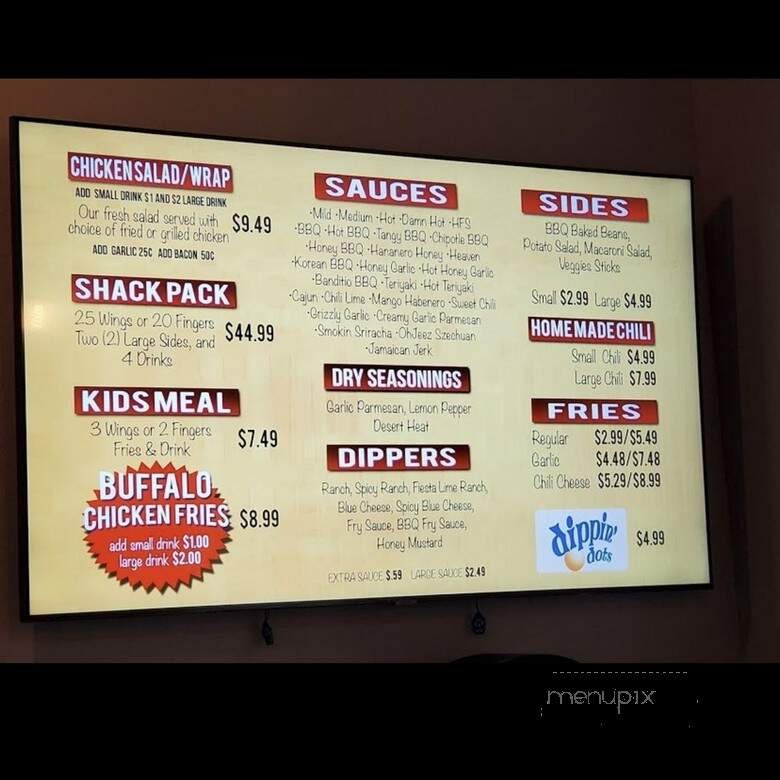 CHICKEN SALAD/WRAP
ADD SMALL DRINK $1 AND $2 LARGE DRINK
Our fresh salad served with
choice of fried or grilled chicken
$9.49
ADD GARLIC 25¢ ADD BACON 50¢
SHACK PACK
25 Wings or 20 Fingers
Two (2) Large Sides, and
4 Drinks
$44.99
KIDS MEAL
3 Wings or 2 Fingers
Fries & Drink
$7.49
BUFFALO
CHICKEN FRIES
$8.99
add small drink $1.00
large drink $2.00
SAUCES
·Mild ·Medium ·Hot ·Damn Hot ·HFS
·BBQ ·Hot BBQ ·Tangy BBQ ·Chipotle BBQ
·Honey BBQ ·Hananero Honey ·Heaven
·Korean BBQ ·Honey Garlic ·Hot Honey Garlic
·Banditio BBQ ·Teriyaki ·Hot Teriyaki
·Cajun ·Chili Lime ·Mango Habenero ·Sweet Chili
·Grizzly Garlic ·Creamy Garlic Parmesan
·Smokin Sriracha ·OhJeez Szechuan
·Jamaican Jerk
DRY SEASONINGS
Garlic Parmesan, Lemon Pepper
Desert Heat
DIPPERS
Ranch, Spicy Ranch, Fiesta Lime Ranch,
Blue Cheese, Spicy Blue Cheese,
Fry Sauce, BBQ Fry Sauce,
Honey Mustard
EXTRA SAUCE $.59 LARGE SAUCE $2.49
SIDES
BBQ Baked Beans,
Potato Salad, Macaroni Salad,
Veggies Sticks
Small $2.99 Large $4.99
HOMEMADE CHILI
Small Chili $4.99
Large Chili $7.99
FRIES
Regular $2.99/$5.49
Garlic $4.48/$7.48
Chili Cheese $5.29/$8.99
dippin'
dots
$4.99
menupix